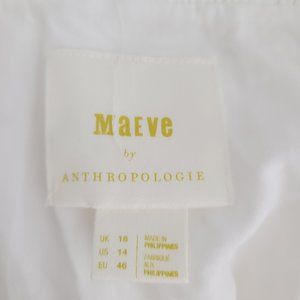 MaEve
by
ANTHROPOLOGIE
UK 18
US 14
EU 46
MADE IN
PHILIPPINES
FABRIQUÉ
AUX
PHILIPPINES